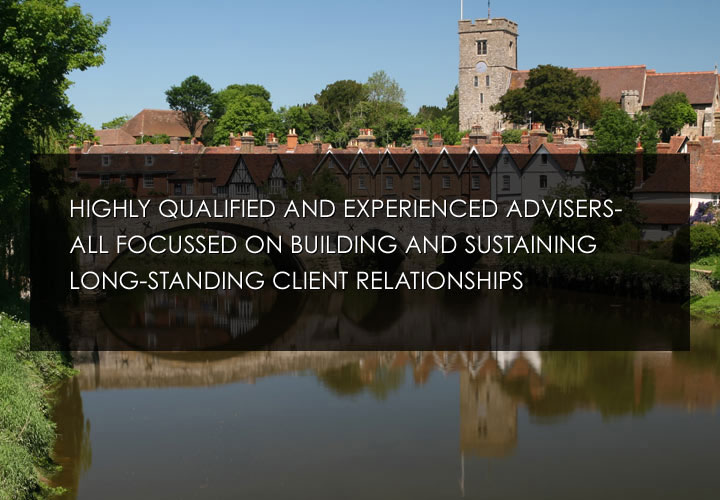 HIGHLY QUALIFIED AND EXPERIENCED ADVISERS-
ALL FOCUSSED ON BUILDING AND SUSTAINING
LONG-STANDING CLIENT RELATIONSHIPS